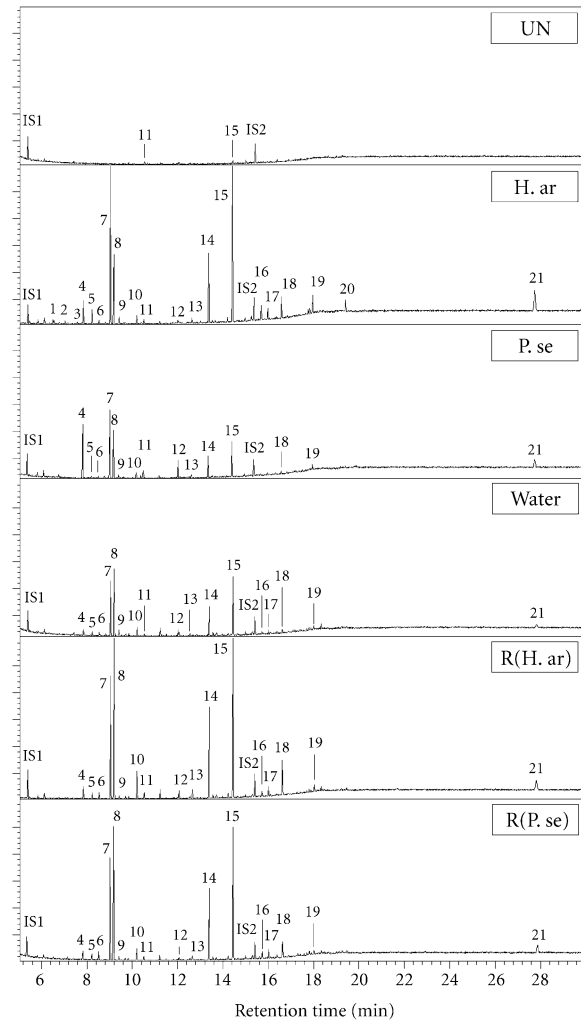 UN
IS1 11 15 IS2
H. ar
IS1 1 2 3 4 5 6 7 8 9 10 11 12 13 14 15 IS2 16 17 18 19 20 21
P. se
IS1 4 5 6 7 8 9 10 11 12 13 14 15 IS2 18 19 21
Water
IS1 4 5 6 7 8 9 10 11 12 13 14 15 IS2 16 17 18 19 21
R(H. ar)
IS1 4 5 6 7 8 9 10 11 12 13 14 15 IS2 16 17 18 19 21
R(P. se)
IS1 4 5 6 7 8 9 10 11 12 13 14 15 IS2 16 17 18 19 21
6 8 10 12 14 16 18 20 22 24 26 28
Retention time (min)